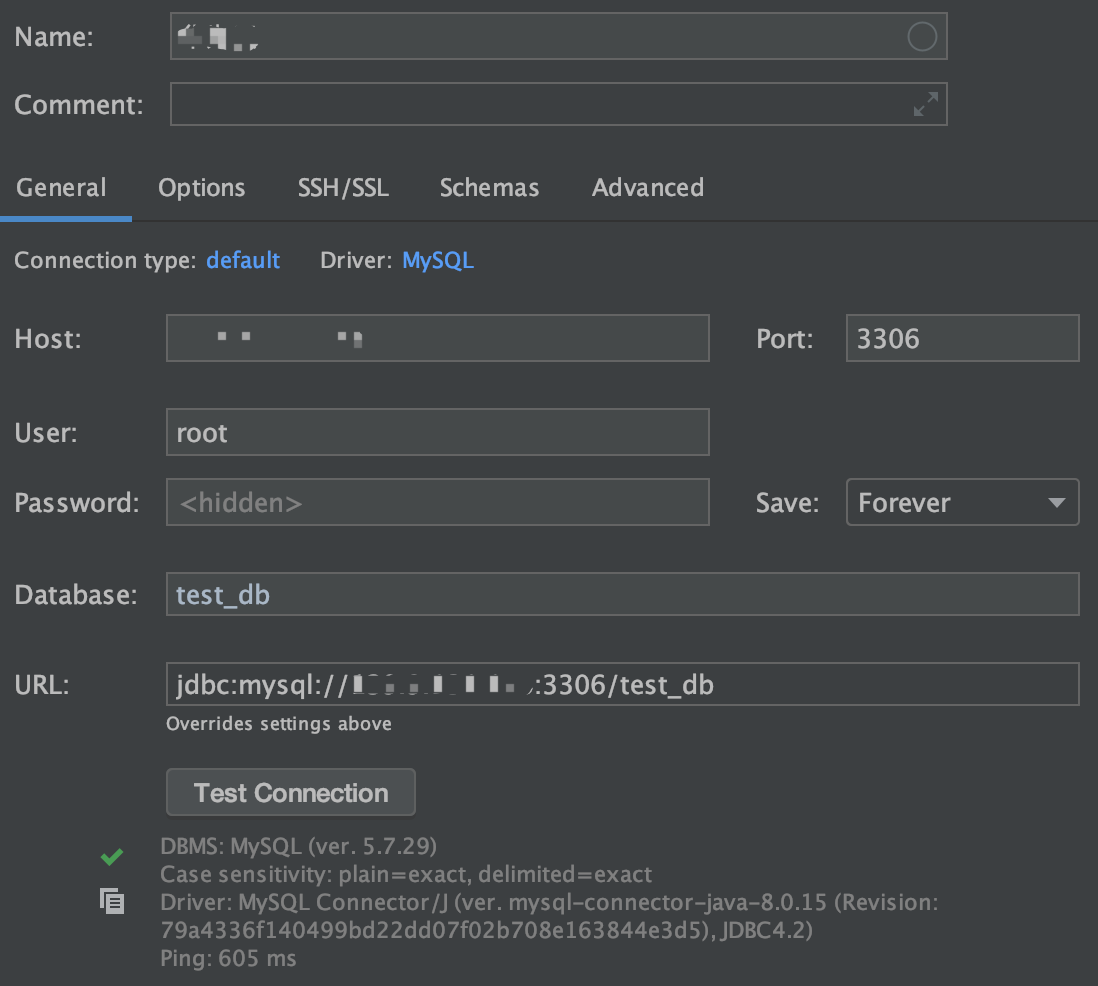 Name:
Comment:
General Options SSH/SSL Schemas Advanced
Connection type: default Driver: MySQL
Host: Port: 3306
User: root
Password: <hidden> Save: Forever
Database: test_db
URL: jdbc:mysql:// :3306/test_db
Overrides settings above
Test Connection
DBMS: MySQL (ver. 5.7.29)
Case sensitivity: plain=exact, delimited=exact
Driver: MySQL Connector/J (ver. mysql-connector-java-8.0.15 (Revision:
79a4336f140499bd22dd07f02b708e163844e3d5), JDBC4.2)
Ping: 605 ms